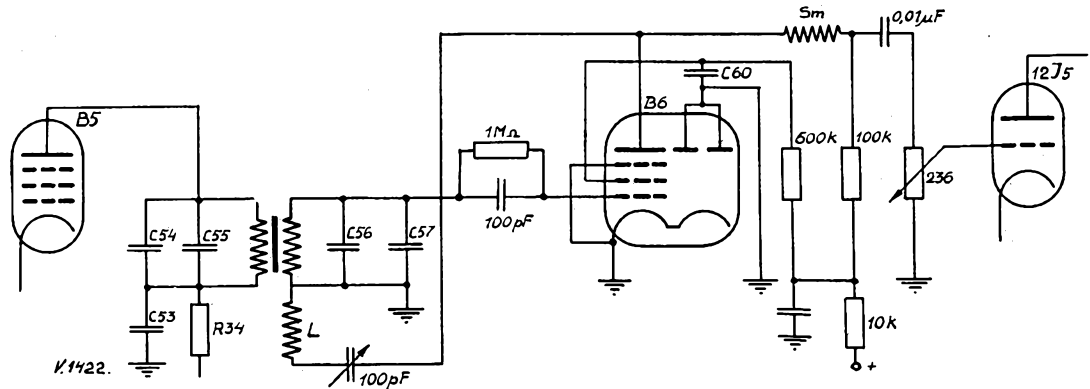 Sm
0,01µF
C60
12J5
B5
B6
1MΩ
600k
100k
236
100pF
C54
C55
C56
C57
C53
R34
L
10k
V.1422.
100pF
+